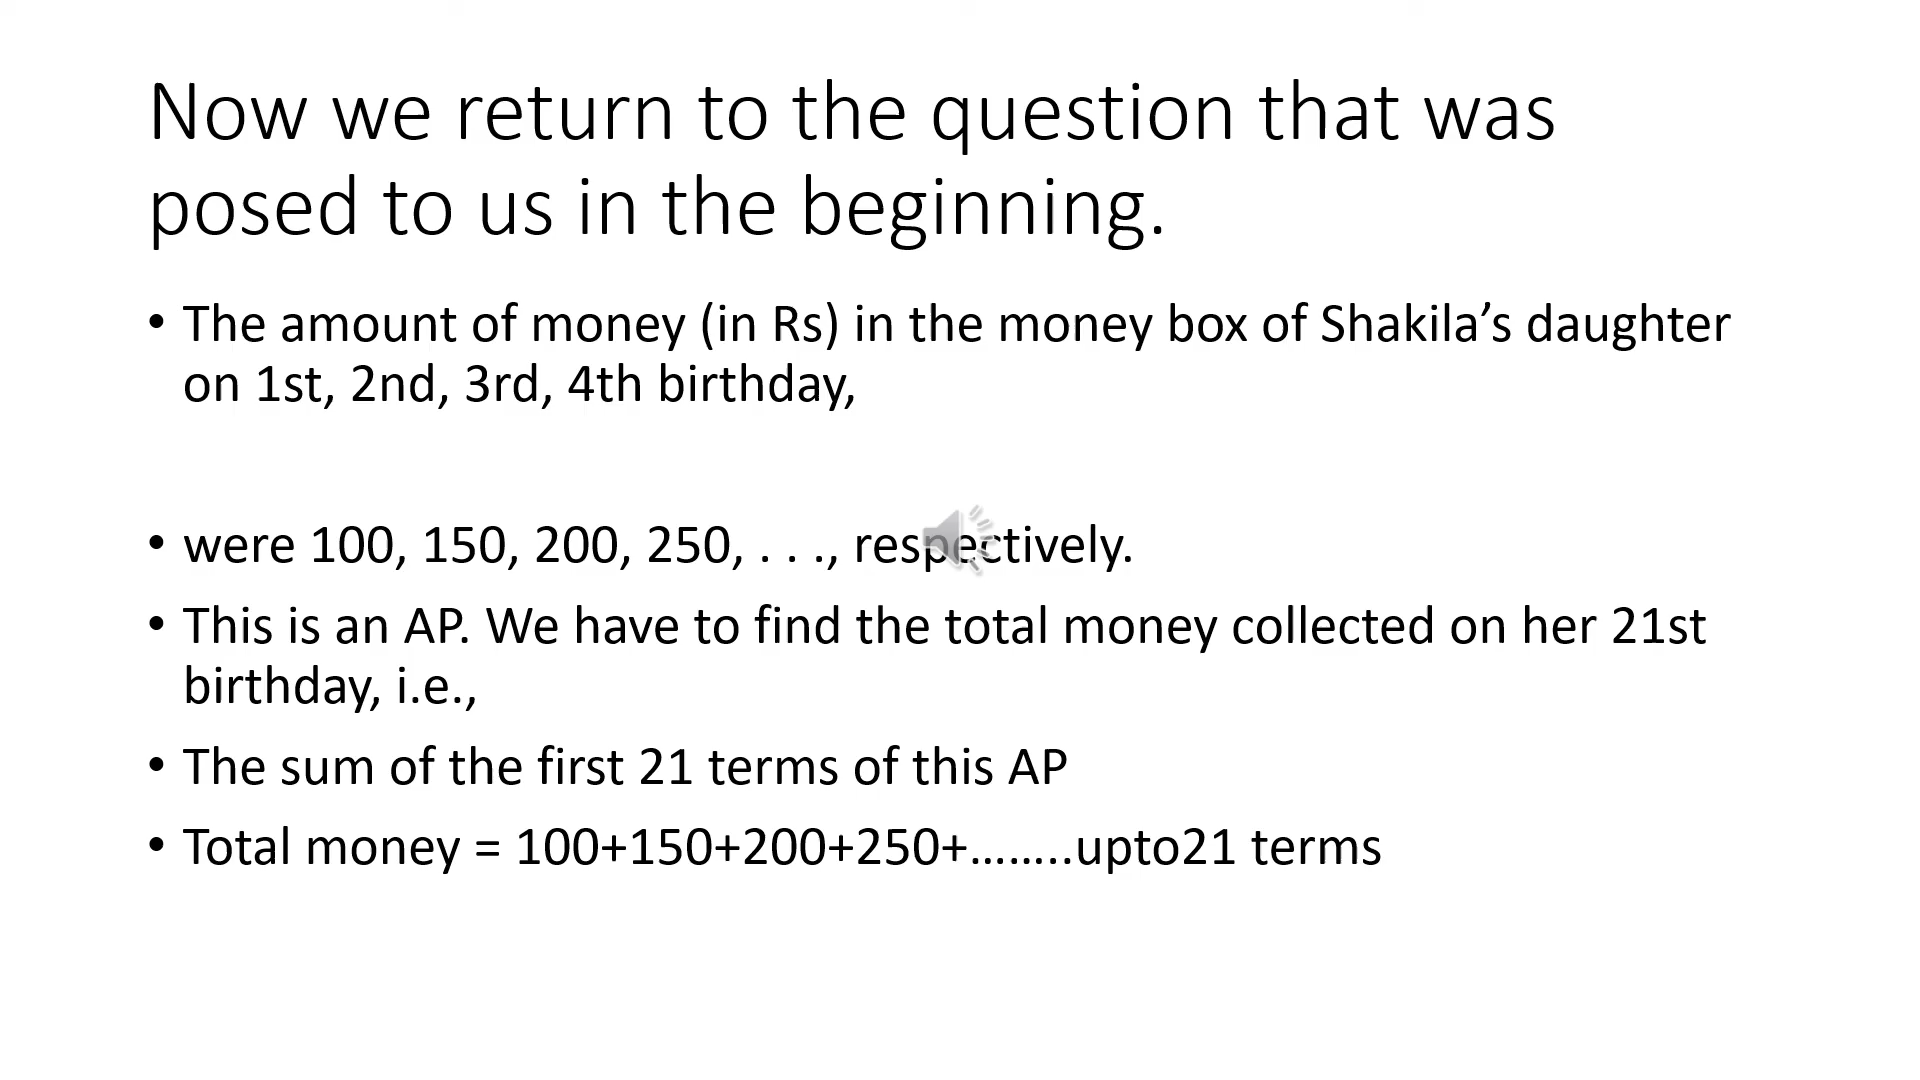 Now we return to the question that was
posed to us in the beginning.
• The amount of money (in Rs) in the money box of Shakila’s daughter
on 1st, 2nd, 3rd, 4th birthday,
• were 100, 150, 200, 250, . . ., respectively.
• This is an AP. We have to find the total money collected on her 21st
birthday, i.e.,
• The sum of the first 21 terms of this AP
• Total money = 100+150+200+250+……..upto21 terms